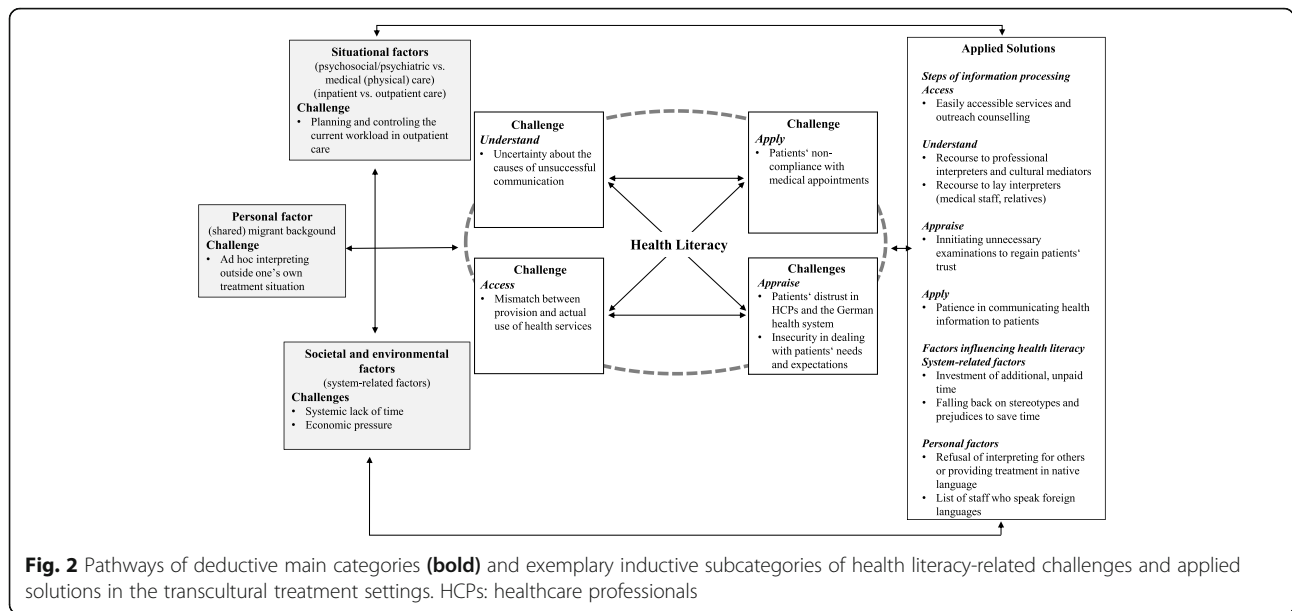 Situational factors
(psychosocial/psychiatric vs.
medical (physical) care)
(inpatient vs. outpatient care)
Challenge
• Planning and controling the
current workload in outpatient
care
Personal factor
(shared) migrant backgound
Challenge
• Ad hoc interpreting
outside one's own
treatment situation
Societal and environmental
factors
(system-related factors)
Challenges
• Systemic lack of time
• Economic pressure
Challenge
Understand
• Uncertainty about the
causes of unsuccessful
communication
Challenge
Apply
• Patients' non-
compliance with
medical appointments
Health Literacy
Challenge
Access
• Mismatch between
provision and actual
use of health services
Challenges
Appraise
• Patients' distrust in
HCPs and the German
health system
• Insecurity in dealing
with patients' needs
and expectations
Applied Solutions
Steps of information processing
Access
• Easily accessible services and
outreach counselling
Understand
• Recourse to professional
interpreters and cultural mediators
• Recourse to lay interpreters
(medical staff, relatives)
Appraise
• Innitiating unnecessary
examinations to regain patients'
trust
Apply
• Patience in communicating health
information to patients
Factors influencing health literacy
System-related factors
• Investment of additional, unpaid
time
• Falling back on stereotypes and
prejudices to save time
Personal factors
• Refusal of interpreting for others
or providing treatment in native
language
• List of staff who speak foreign
languages
Fig. 2 Pathways of deductive main categories (bold) and exemplary inductive subcategories of health literacy-related challenges and applied
solutions in the transcultural treatment settings. HCPs: healthcare professionals